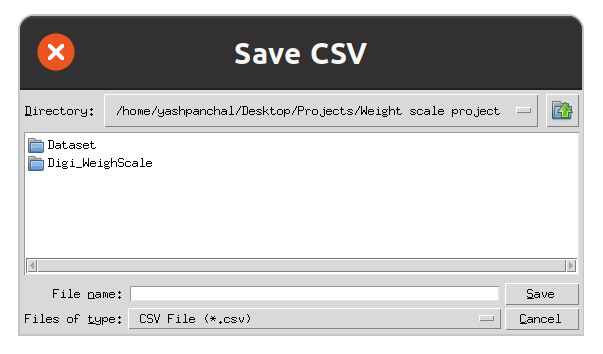 Save CSV
Directory: /home/yashpanchal/Desktop/Projects/Weight scale project
Dataset
Digi_WeighScale
File name: Save
Files of type: CSV File (*.csv) Cancel